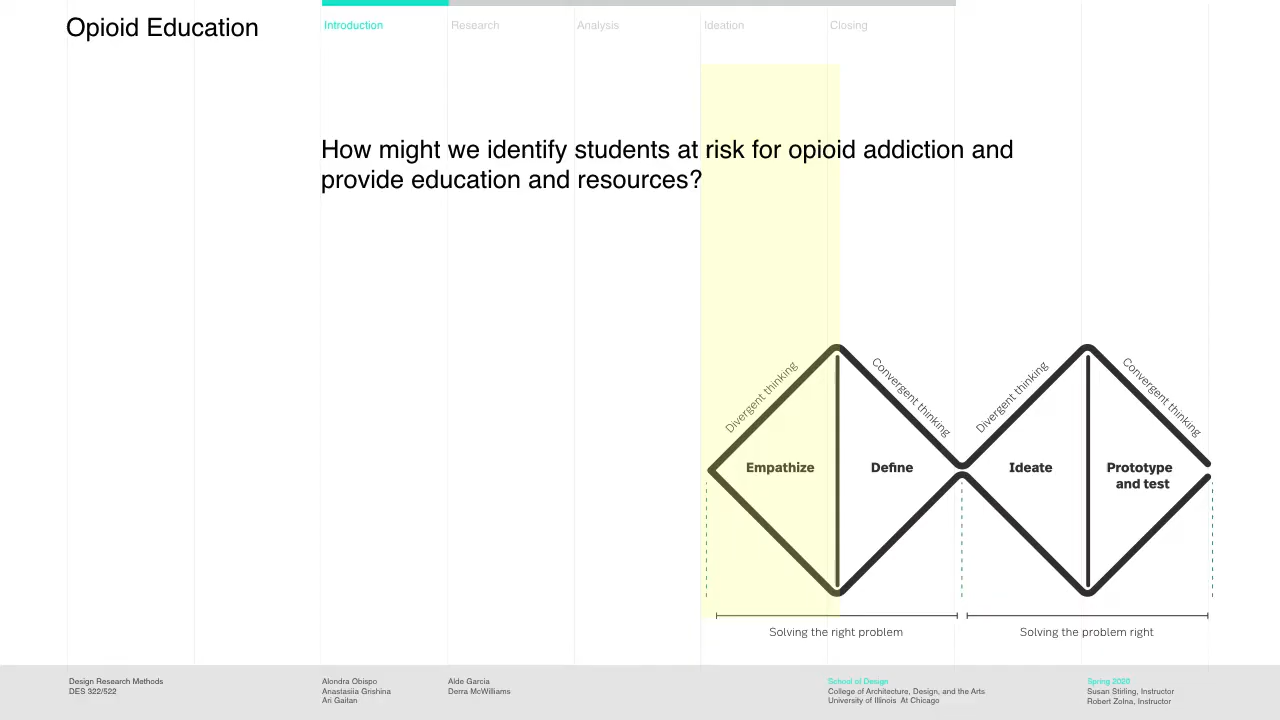 Opioid Education
Introduction
Research
Analysis
Ideation
Closing
How might we identify students at risk for opioid addiction and
provide education and resources?
Divergent thinking
Convergent thinking
Divergent thinking
Convergent thinking
Empathize
Define
Ideate
Prototype
and test
Solving the right problem
Solving the problem right
Design Research Methods
DES 322/522
Alondra Obispo
Anastasiia Grishina
Ari Gaitan
Alde Garcia
Derra McWilliams
School of Design
College of Architecture, Design, and the Arts
University of Illinois At Chicago
Spring 2020
Susan Stirling, Instructor
Robert Zolna, Instructor